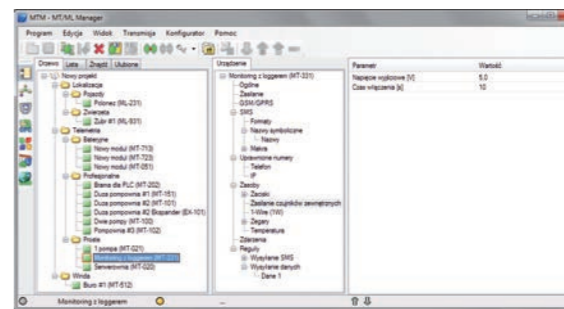 MTM - MT/ML Manager
Program Edycja Widok Transmisja Konfigurator Pomoc
Drzewo Lista Znajdź Ulubione
Nowy projekt
Lokalizacja
Pojazdy
Polonez (ML-231)
Zwierzęta
Żubr #1 (ML-931)
Telemetria
Bateryjne
Nowy moduł (MT-713)
Nowy moduł (MT-723)
Nowy moduł (MT-051)
Profesjonalne
Brama dla PLC (MT-202)
Duża pompownia #1 (MT-151)
Duża pompownia #2 (MT-101)
Duża pompownia #2 Ekspander (EX-101)
Dwie pompy (MT-100)
Pompownia #3 (MT-102)
Proste
1 pompa (MT-021)
Monitoring z loggerem (MT-331)
Serwerownia (MT-020)
Winda
Biuro #1 (MT-512)
Urządzenie
Monitoring z loggerem (MT-331)
Ogólne
Zasilanie
GSM/GPRS
SMS
Formaty
Nazwy symboliczne
Nazwy
Makra
Uprawnione numery
Telefon
IP
Zasoby
Zaciski
Zasilanie czujników zewnętrznych
1-Wire (1W)
Zegary
Temperatura
Zdarzenia
Reguły
Wysyłanie SMS
Wysyłanie danych
Dane 1
Parametr Wartość
Napięcie wyjściowe [V] 5,0
Czas włączenia [s] 10
Monitoring z loggerem ...